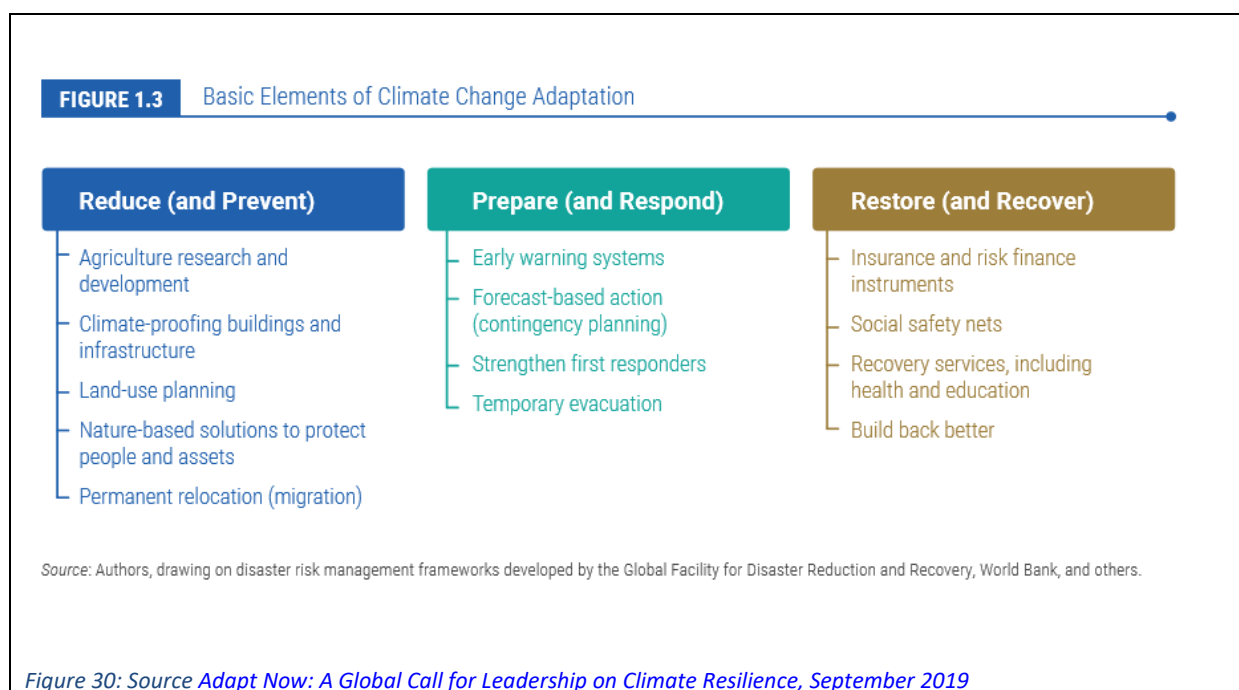 FIGURE 1.3 Basic Elements of Climate Change Adaptation
Reduce (and Prevent)
Agriculture research and
development
Climate-proofing buildings and
infrastructure
Land-use planning
Nature-based solutions to protect
people and assets
Permanent relocation (migration)
Prepare (and Respond)
Early warning systems
Forecast-based action
(contingency planning)
Strengthen first responders
Temporary evacuation
Restore (and Recover)
Insurance and risk finance
instruments
Social safety nets
Recovery services, including
health and education
Build back better
Source: Authors, drawing on disaster risk management frameworks developed by the Global Facility for Disaster Reduction and Recovery, World Bank, and others.
Figure 30: Source Adapt Now: A Global Call for Leadership on Climate Resilience, September 2019